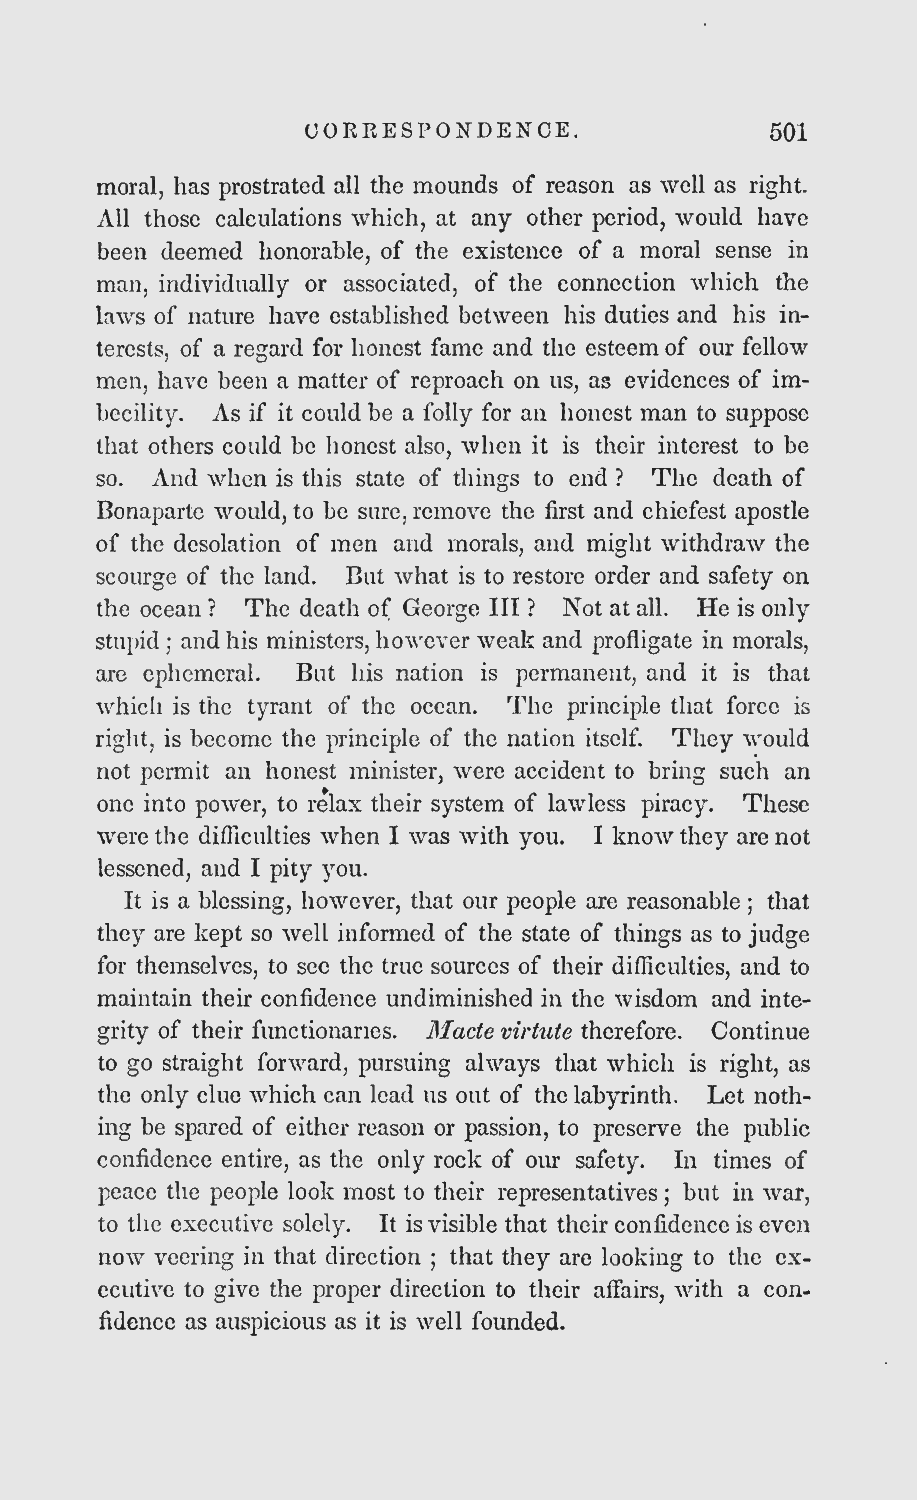 CORRESPONDENCE. 501
moral, has prostrated all the mounds of reason as well as right.
All those calculations which, at any other period, would have
been deemed honorable, of the existence of a moral sense in
man, individually or associated, of the connection which the
laws of nature have established between his duties and his in-
terests, of a regard for honest fame and the esteem of our fellow
men, have been a matter of reproach on us, as evidences of im-
becility. As if it could be a folly for an honest man to suppose
that others could be honest also, when it is their interest to be
so. And when is this state of things to end? The death of
Bonaparte would, to be sure, remove the first and chiefest apostle
of the desolation of men and morals, and might withdraw the
scourge of the land. But what is to restore order and safety on
the ocean? The death of George III? Not at all. He is only
stupid; and his ministers, however weak and profligate in morals,
are ephemeral. But his nation is permanent, and it is that
which is the tyrant of the ocean. The principle that force is
right, is become the principle of the nation itself. They would
not permit an honest minister, were accident to bring such an
one into power, to relax their system of lawless piracy. These
were the difficulties when I was with you. I know they are not
lessened, and I pity you.
It is a blessing, however, that our people are reasonable; that
they are kept so well informed of the state of things as to judge
for themselves, to see the true sources of their difficulties, and to
maintain their confidence undiminished in the wisdom and inte-
grity of their functionaries. Macte virtute therefore. Continue
to go straight forward, pursuing always that which is right, as
the only clue which can lead us out of the labyrinth. Let noth-
ing be spared of either reason or passion, to preserve the public
confidence entire, as the only rock of our safety. In times of
peace the people look most to their representatives; but in war,
to the executive solely. It is visible that their confidence is even
now veering in that direction; that they are looking to the ex-
ecutive to give the proper direction to their affairs, with a con-
fidence as auspicious as it is well founded.